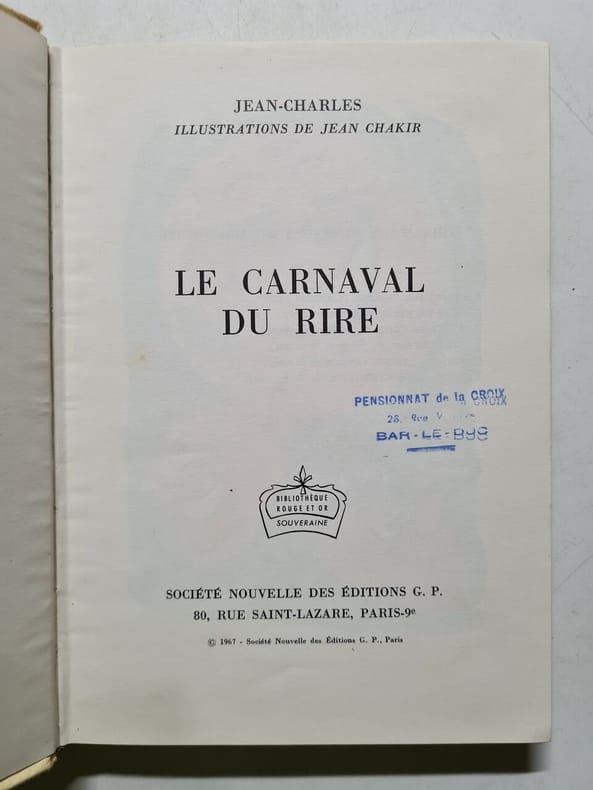 JEAN-CHARLES
ILLUSTRATIONS DE JEAN CHAKIR
LE CARNAVAL
DU RIRE
PENSIONNAT de la CROIX
Rue
BAR-LE-
BIBLIOTHÈQUE
ROUGE ET OR
SOUVERAINE
SOCIÉTÉ NOUVELLE DES ÉDITIONS G. P.
80, RUE SAINT-LAZARE, PARIS-9e
© 1967 - Société Nouvelle des Éditions G. P., Paris